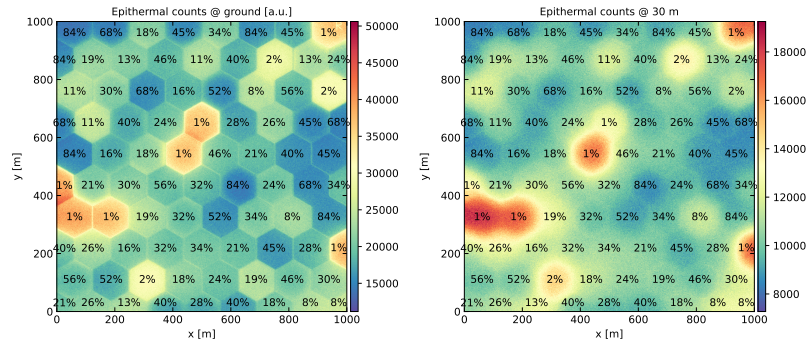 Epithermal counts @ ground [a.u.]
84% 68% 18% 45% 34% 84% 45% 1%
84% 19% 13% 46% 11% 40% 2% 13% 24%
11% 30% 68% 16% 52% 8% 56% 2%
68% 11% 40% 24% 1% 28% 26% 45% 68%
84% 16% 18% 1% 46% 21% 40% 45%
1% 21% 30% 56% 32% 84% 24% 68% 34%
1% 1% 19% 32% 52% 34% 8% 84%
40% 26% 16% 32% 34% 21% 45% 28% 1%
56% 52% 2% 18% 24% 19% 46% 30%
21% 26% 13% 40% 28% 40% 18% 8% 8%
1000
800
600
400
200
0
y [m]
0 200 400 600 800 1000
x [m]
50000
45000
40000
35000
30000
25000
20000
15000
Epithermal counts @ 30 m
84% 68% 18% 45% 34% 84% 45% 1%
84% 19% 13% 46% 11% 40% 2% 13% 24%
11% 30% 68% 16% 52% 8% 56% 2%
68% 11% 40% 24% 1% 28% 26% 45% 68%
84% 16% 18% 1% 46% 21% 40% 45%
1% 21% 30% 56% 32% 84% 24% 68% 34%
1% 1% 19% 32% 52% 34% 8% 84%
40% 26% 16% 32% 34% 21% 45% 28% 1%
56% 52% 2% 18% 24% 19% 46% 30%
21% 26% 13% 40% 28% 40% 18% 8% 8%
1000
800
600
400
200
0
y [m]
0 200 400 600 800 1000
x [m]
18000
16000
14000
12000
10000
8000